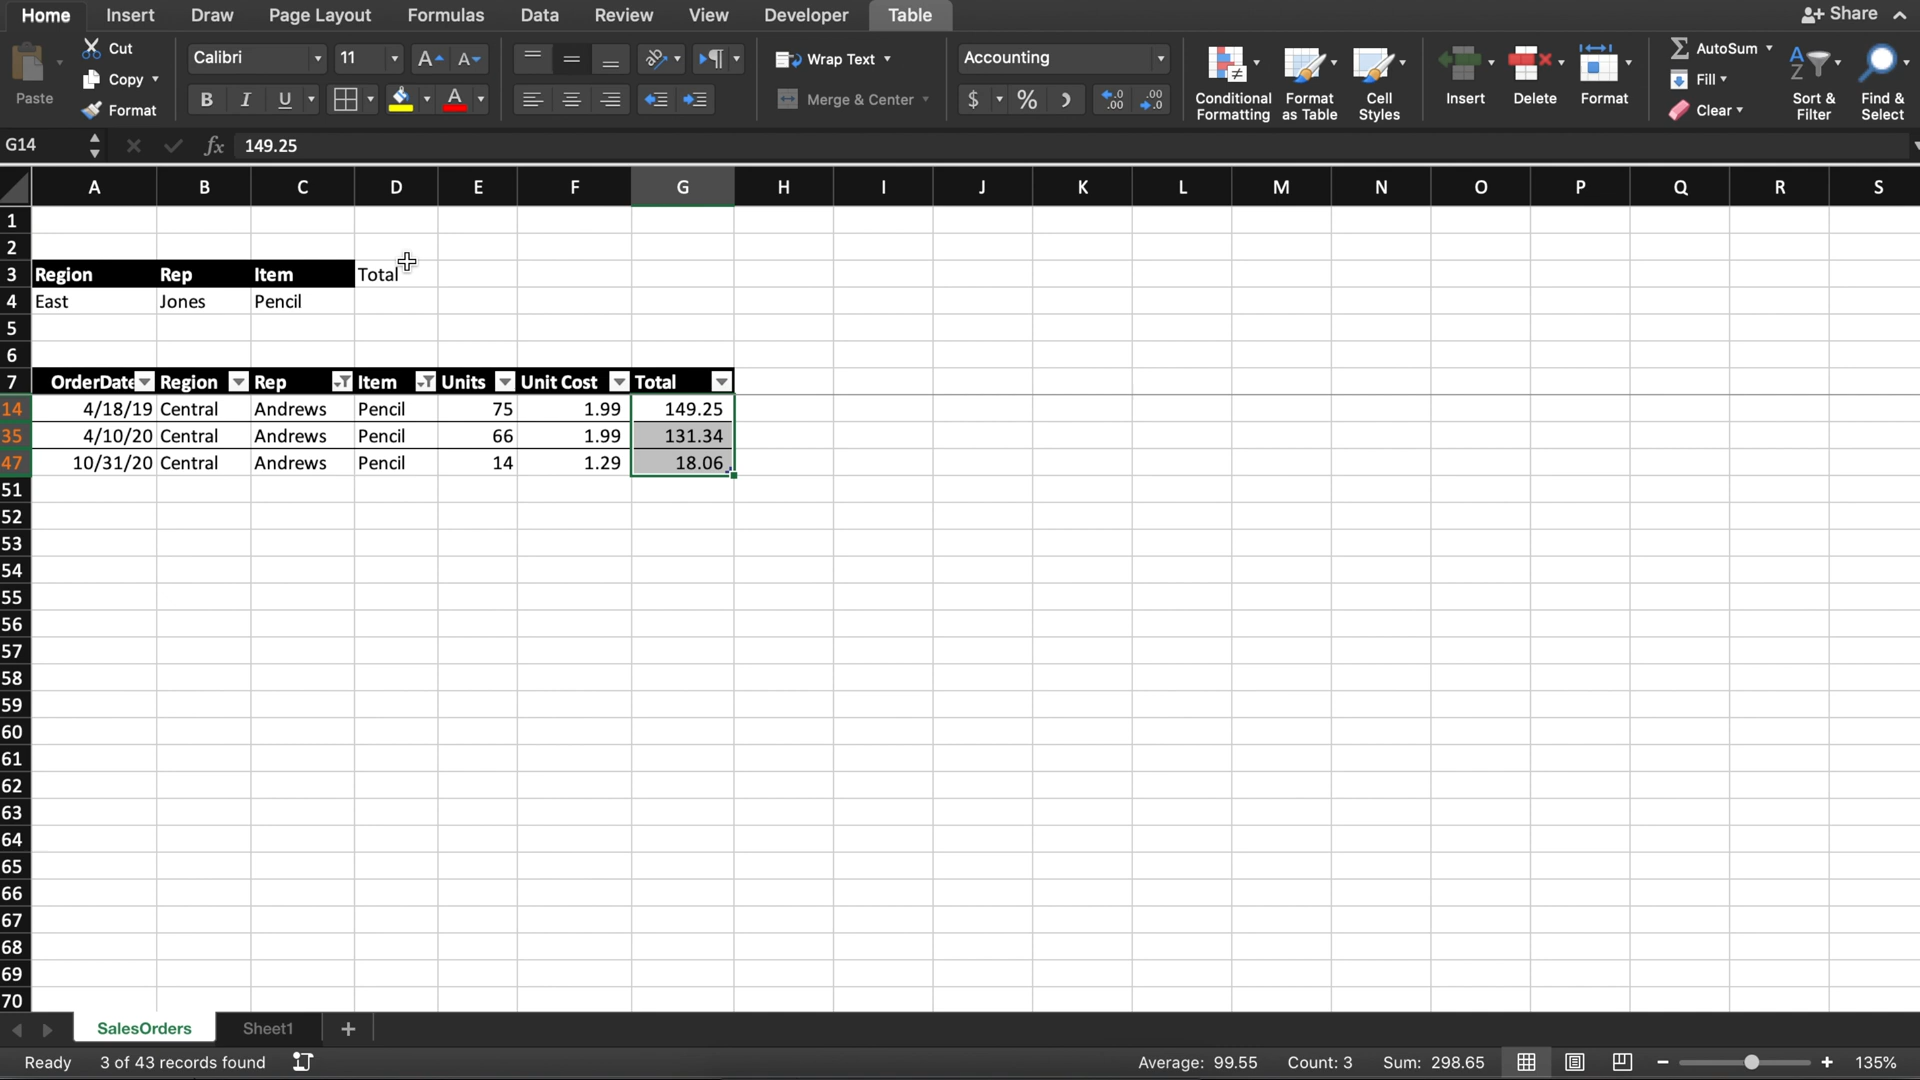 Home Insert Draw Page Layout Formulas Data Review View Developer Table Share
Paste Cut Copy Format
Calibri 11 A A
B I U A
ab Wrap Text
Merge & Center
Accounting
$ % .0 .00 .00 .0
Conditional Formatting
Format as Table
Cell Styles
Insert Delete Format
AutoSum
Fill
Clear
Sort & Filter
Find & Select
G14 fx 149.25
A B C D E F G H I J K L M N O P Q R S
1
2
3 Region Rep Item Total
4 East Jones Pencil
5
6
7 OrderDate Region Rep Item Units Unit Cost Total
14 4/18/19 Central Andrews Pencil 75 1.99 149.25
35 4/10/20 Central Andrews Pencil 66 1.99 131.34
47 10/31/20 Central Andrews Pencil 14 1.29 18.06
51
52
53
54
55
56
57
58
59
60
61
62
63
64
65
66
67
68
69
70
SalesOrders Sheet1 +
Ready 3 of 43 records found Average: 99.55 Count: 3 Sum: 298.65 135%